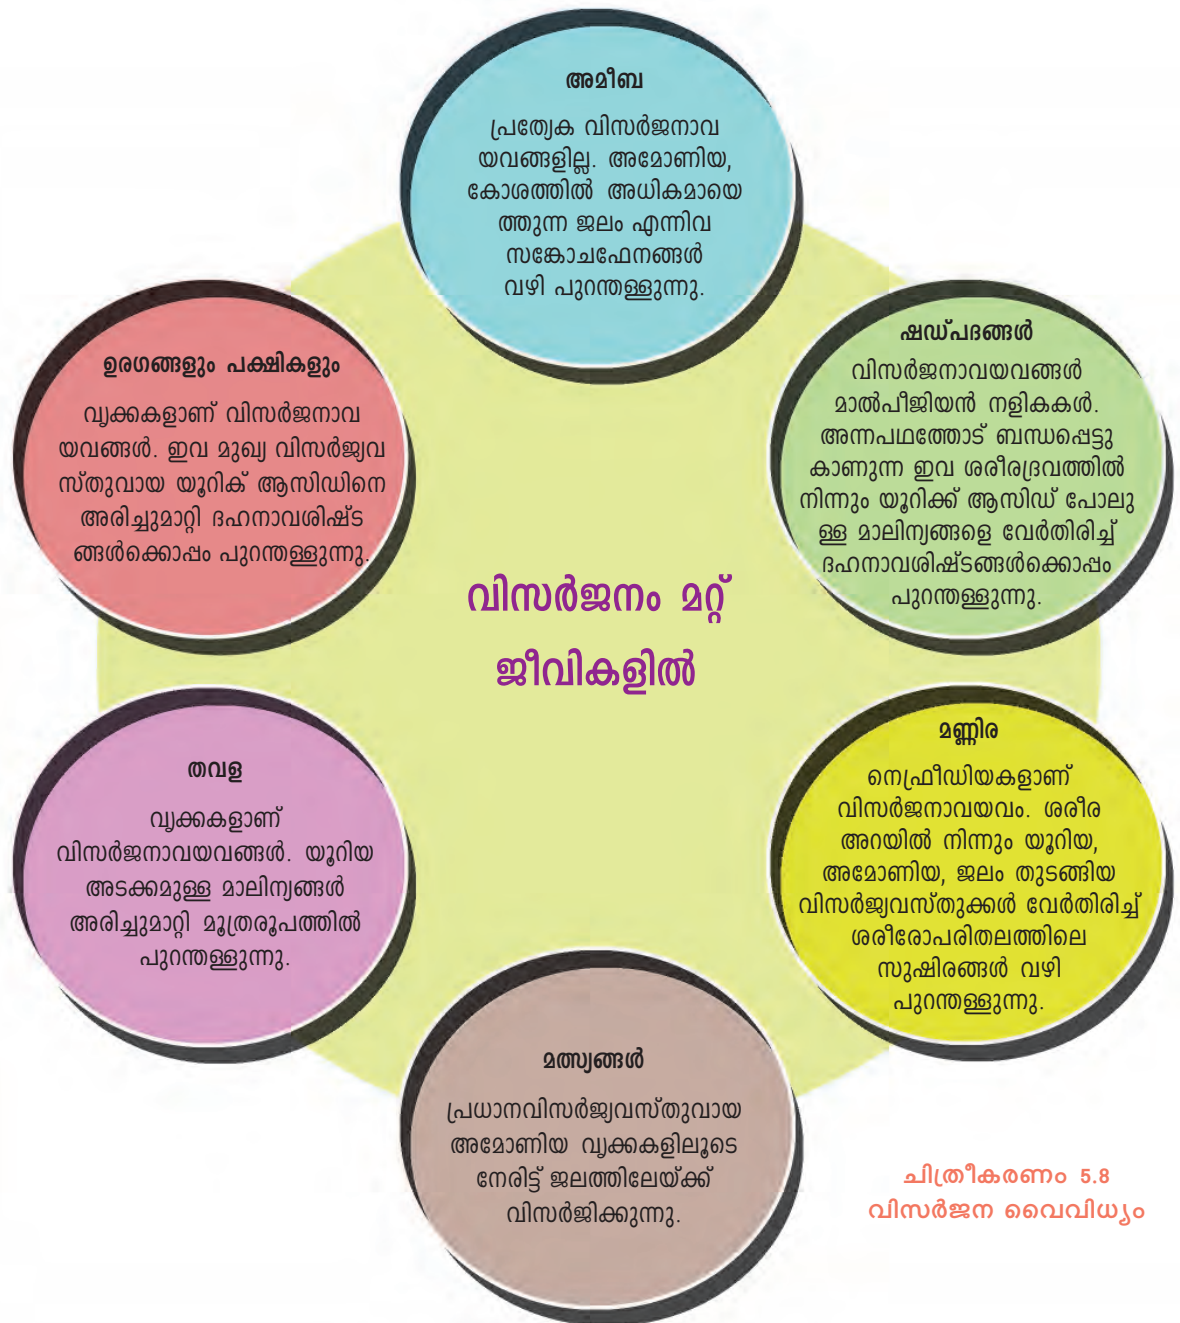 അമീബ
പ്രത്യേക വിസർജനാവ
യവങ്ങളില്ല. അമോണിയ,
കോശത്തിൽ അധികമായെ
ത്തുന്ന ജലം എന്നിവ
സങ്കോചഫേനങ്ങൾ
വഴി പുറന്തള്ളുന്നു.
ഷഡ്പദങ്ങൾ
വിസർജനാവയവങ്ങൾ
മാൽപീജിയൻ നളികകൾ.
അന്നപഥത്തോട് ബന്ധപ്പെട്ടു
കാണുന്ന ഇവ ശരീരദ്രവത്തിൽ
നിന്നും യൂറിക്ക് ആസിഡ് പോലു
ള്ള മാലിന്യങ്ങളെ വേർതിരിച്ച്
ദഹനാവശിഷ്ടങ്ങൾക്കൊപ്പം
പുറന്തള്ളുന്നു.
മണ്ണിര
നെഫ്രീഡിയകളാണ്
വിസർജനാവയവം. ശരീര
അറയിൽ നിന്നും യൂറിയ,
അമോണിയ, ജലം തുടങ്ങിയ
വിസർജ്യവസ്തുക്കൾ വേർതിരിച്ച്
ശരീരോപരിതലത്തിലെ
സുഷിരങ്ങൾ വഴി
പുറന്തള്ളുന്നു.
മത്സ്യങ്ങൾ
പ്രധാനവിസർജ്യവസ്തുവായ
അമോണിയ വൃക്കകളിലൂടെ
നേരിട്ട് ജലത്തിലേയ്ക്ക്
വിസർജിക്കുന്നു.
തവള
വൃക്കകളാണ്
വിസർജനാവയവങ്ങൾ. യൂറിയ
അടക്കമുള്ള മാലിന്യങ്ങൾ
അരിച്ചുമാറ്റി മൂത്രരൂപത്തിൽ
പുറന്തള്ളുന്നു.
ഉരഗങ്ങളും പക്ഷികളും
വൃക്കകളാണ് വിസർജനാവ
യവങ്ങൾ. ഇവ മുഖ്യ വിസർജ്യവ
സ്തുവായ യൂറിക് ആസിഡിനെ
അരിച്ചുമാറ്റി ദഹനാവശിഷ്ട
ങ്ങൾക്കൊപ്പം പുറന്തള്ളുന്നു.
വിസർജനം മറ്റ്
ജീവികളിൽ
ചിത്രീകരണം 5.8
വിസർജന വൈവിധ്യം